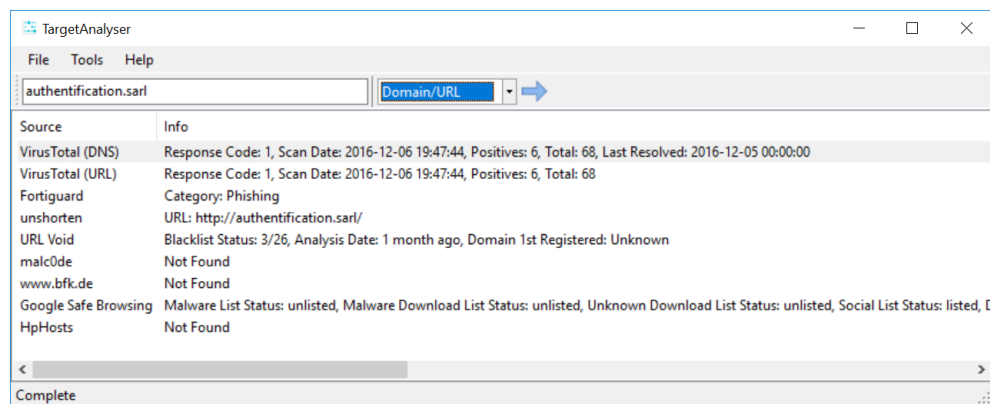 TargetAnalyser
File Tools Help
authentification.sarl Domain/URL
Source Info
VirusTotal (DNS) Response Code: 1, Scan Date: 2016-12-06 19:47:44, Positives: 6, Total: 68, Last Resolved: 2016-12-05 00:00:00
VirusTotal (URL) Response Code: 1, Scan Date: 2016-12-06 19:47:44, Positives: 6, Total: 68
Fortiguard Category: Phishing
unshorten URL: http://authentification.sarl/
URL Void Blacklist Status: 3/26, Analysis Date: 1 month ago, Domain 1st Registered: Unknown
malc0de Not Found
www.bfk.de Not Found
Google Safe Browsing Malware List Status: unlisted, Malware Download List Status: unlisted, Unknown Download List Status: unlisted, Social List Status: listed,
HpHosts Not Found
Complete